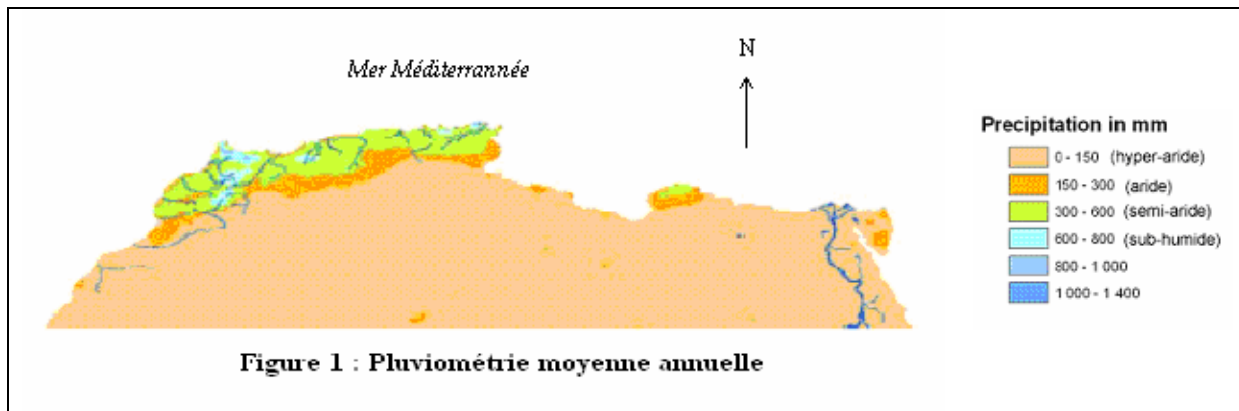 Mer Méditerrannée
N
Precipitation in mm
0 - 150 (hyper-aride)
150 - 300 (aride)
300 - 600 (semi-aride)
600 - 800 (sub-humide)
800 - 1 000
1 000 - 1 400
Figure 1 : Pluviométrie moyenne annuelle